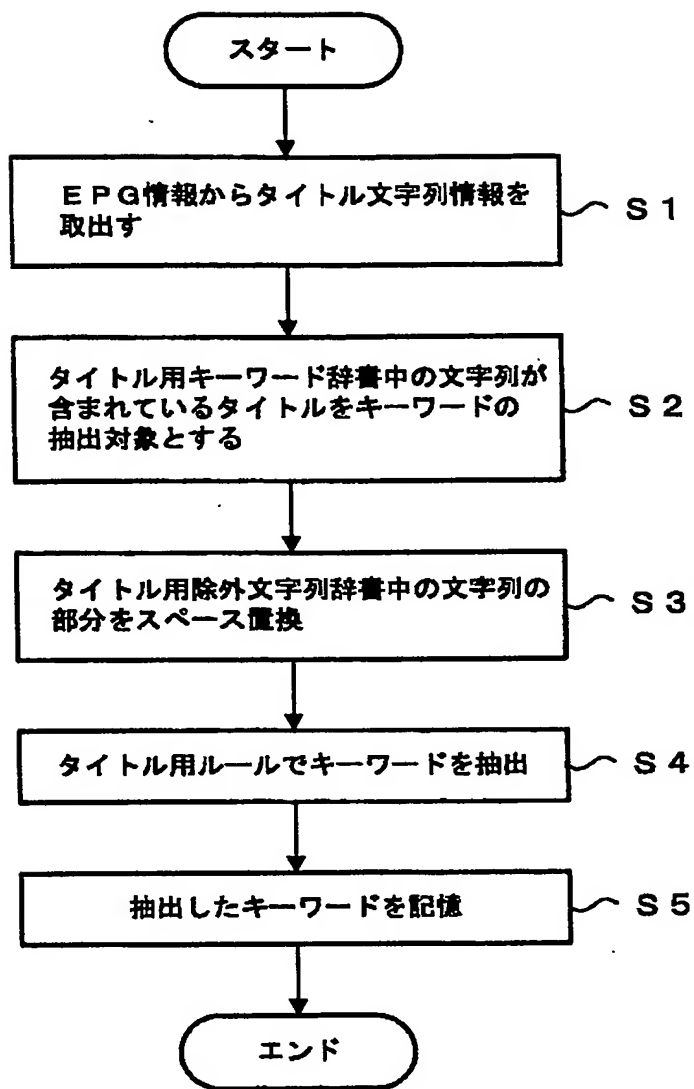 スタート
ＥＰＧ情報からタイトル文字列情報を
取出す
Ｓ１
タイトル用キーワード辞書中の文字列が
含まれているタイトルをキーワードの
抽出対象とする
Ｓ２
タイトル用除外文字列辞書中の文字列の
部分をスペース置換
Ｓ３
タイトル用ルールでキーワードを抽出
Ｓ４
抽出したキーワードを記憶
Ｓ５
エンド